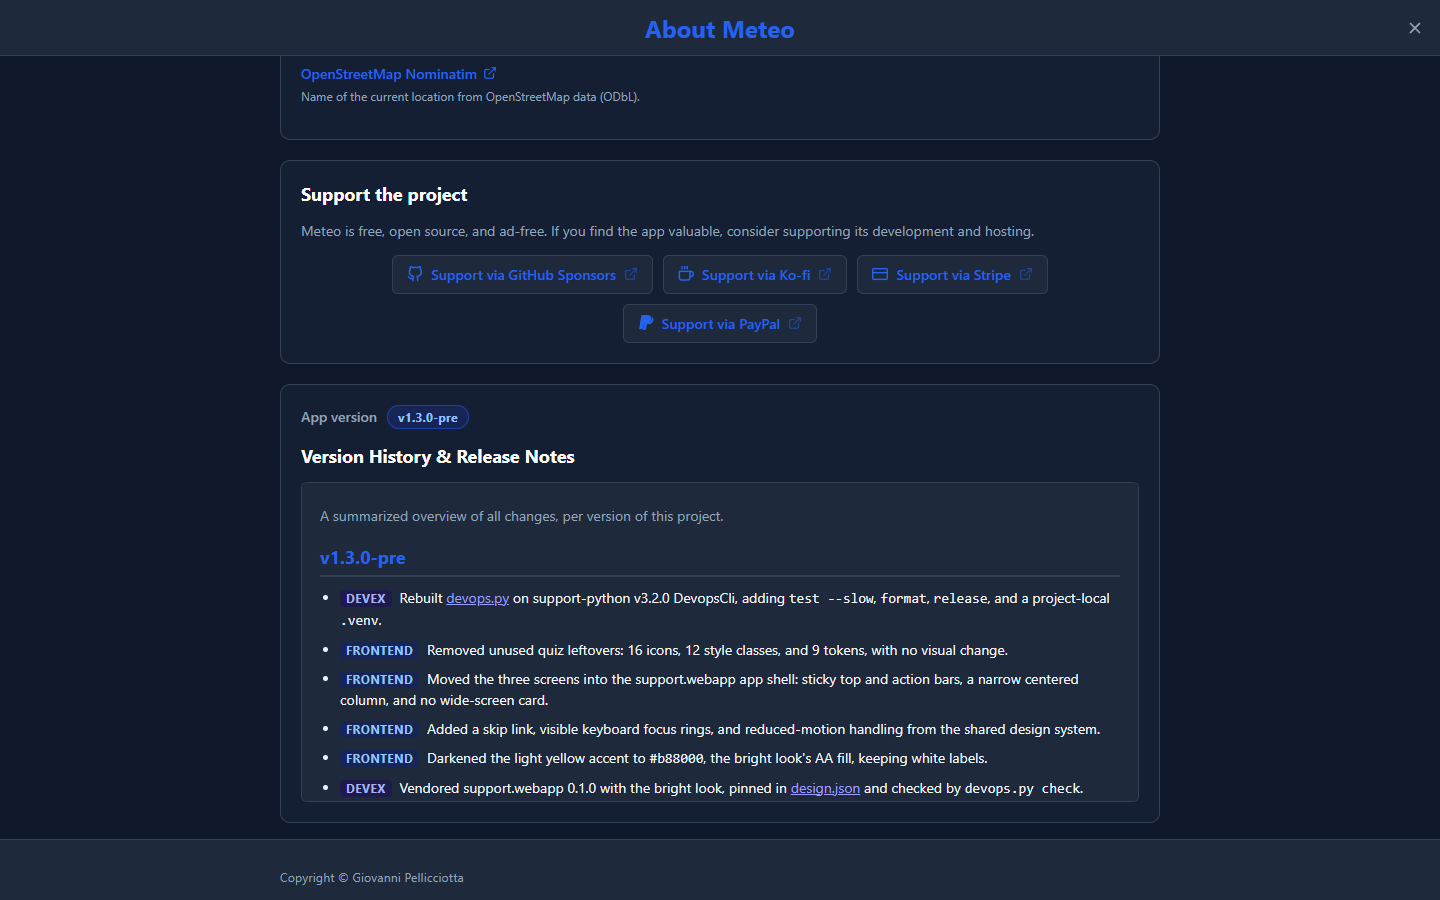 About Meteo
OpenStreetMap Nominatim
Name of the current location from OpenStreetMap data (ODbL).
Support the project
Meteo is free, open source, and ad-free. If you find the app valuable, consider supporting its development and hosting.
Support via GitHub Sponsors
Support via Ko-fi
Support via Stripe
Support via PayPal
App version v1.3.0-pre
Version History & Release Notes
A summarized overview of all changes, per version of this project.
v1.3.0-pre
• DEVEX Rebuilt devops.py on support-python v3.2.0 DevopsCli, adding test --slow, format, release, and a project-local
.venv.
• FRONTEND Removed unused quiz leftovers: 16 icons, 12 style classes, and 9 tokens, with no visual change.
• FRONTEND Moved the three screens into the support.webapp app shell: sticky top and action bars, a narrow centered
column, and no wide-screen card.
• FRONTEND Added a skip link, visible keyboard focus rings, and reduced-motion handling from the shared design system.
• FRONTEND Darkened the light yellow accent to #b88000, the bright look's AA fill, keeping white labels.
• DEVEX Vendored support.webapp 0.1.0 with the bright look, pinned in design.json and checked by devops.py check.
Copyright © Giovanni Pellicciotta